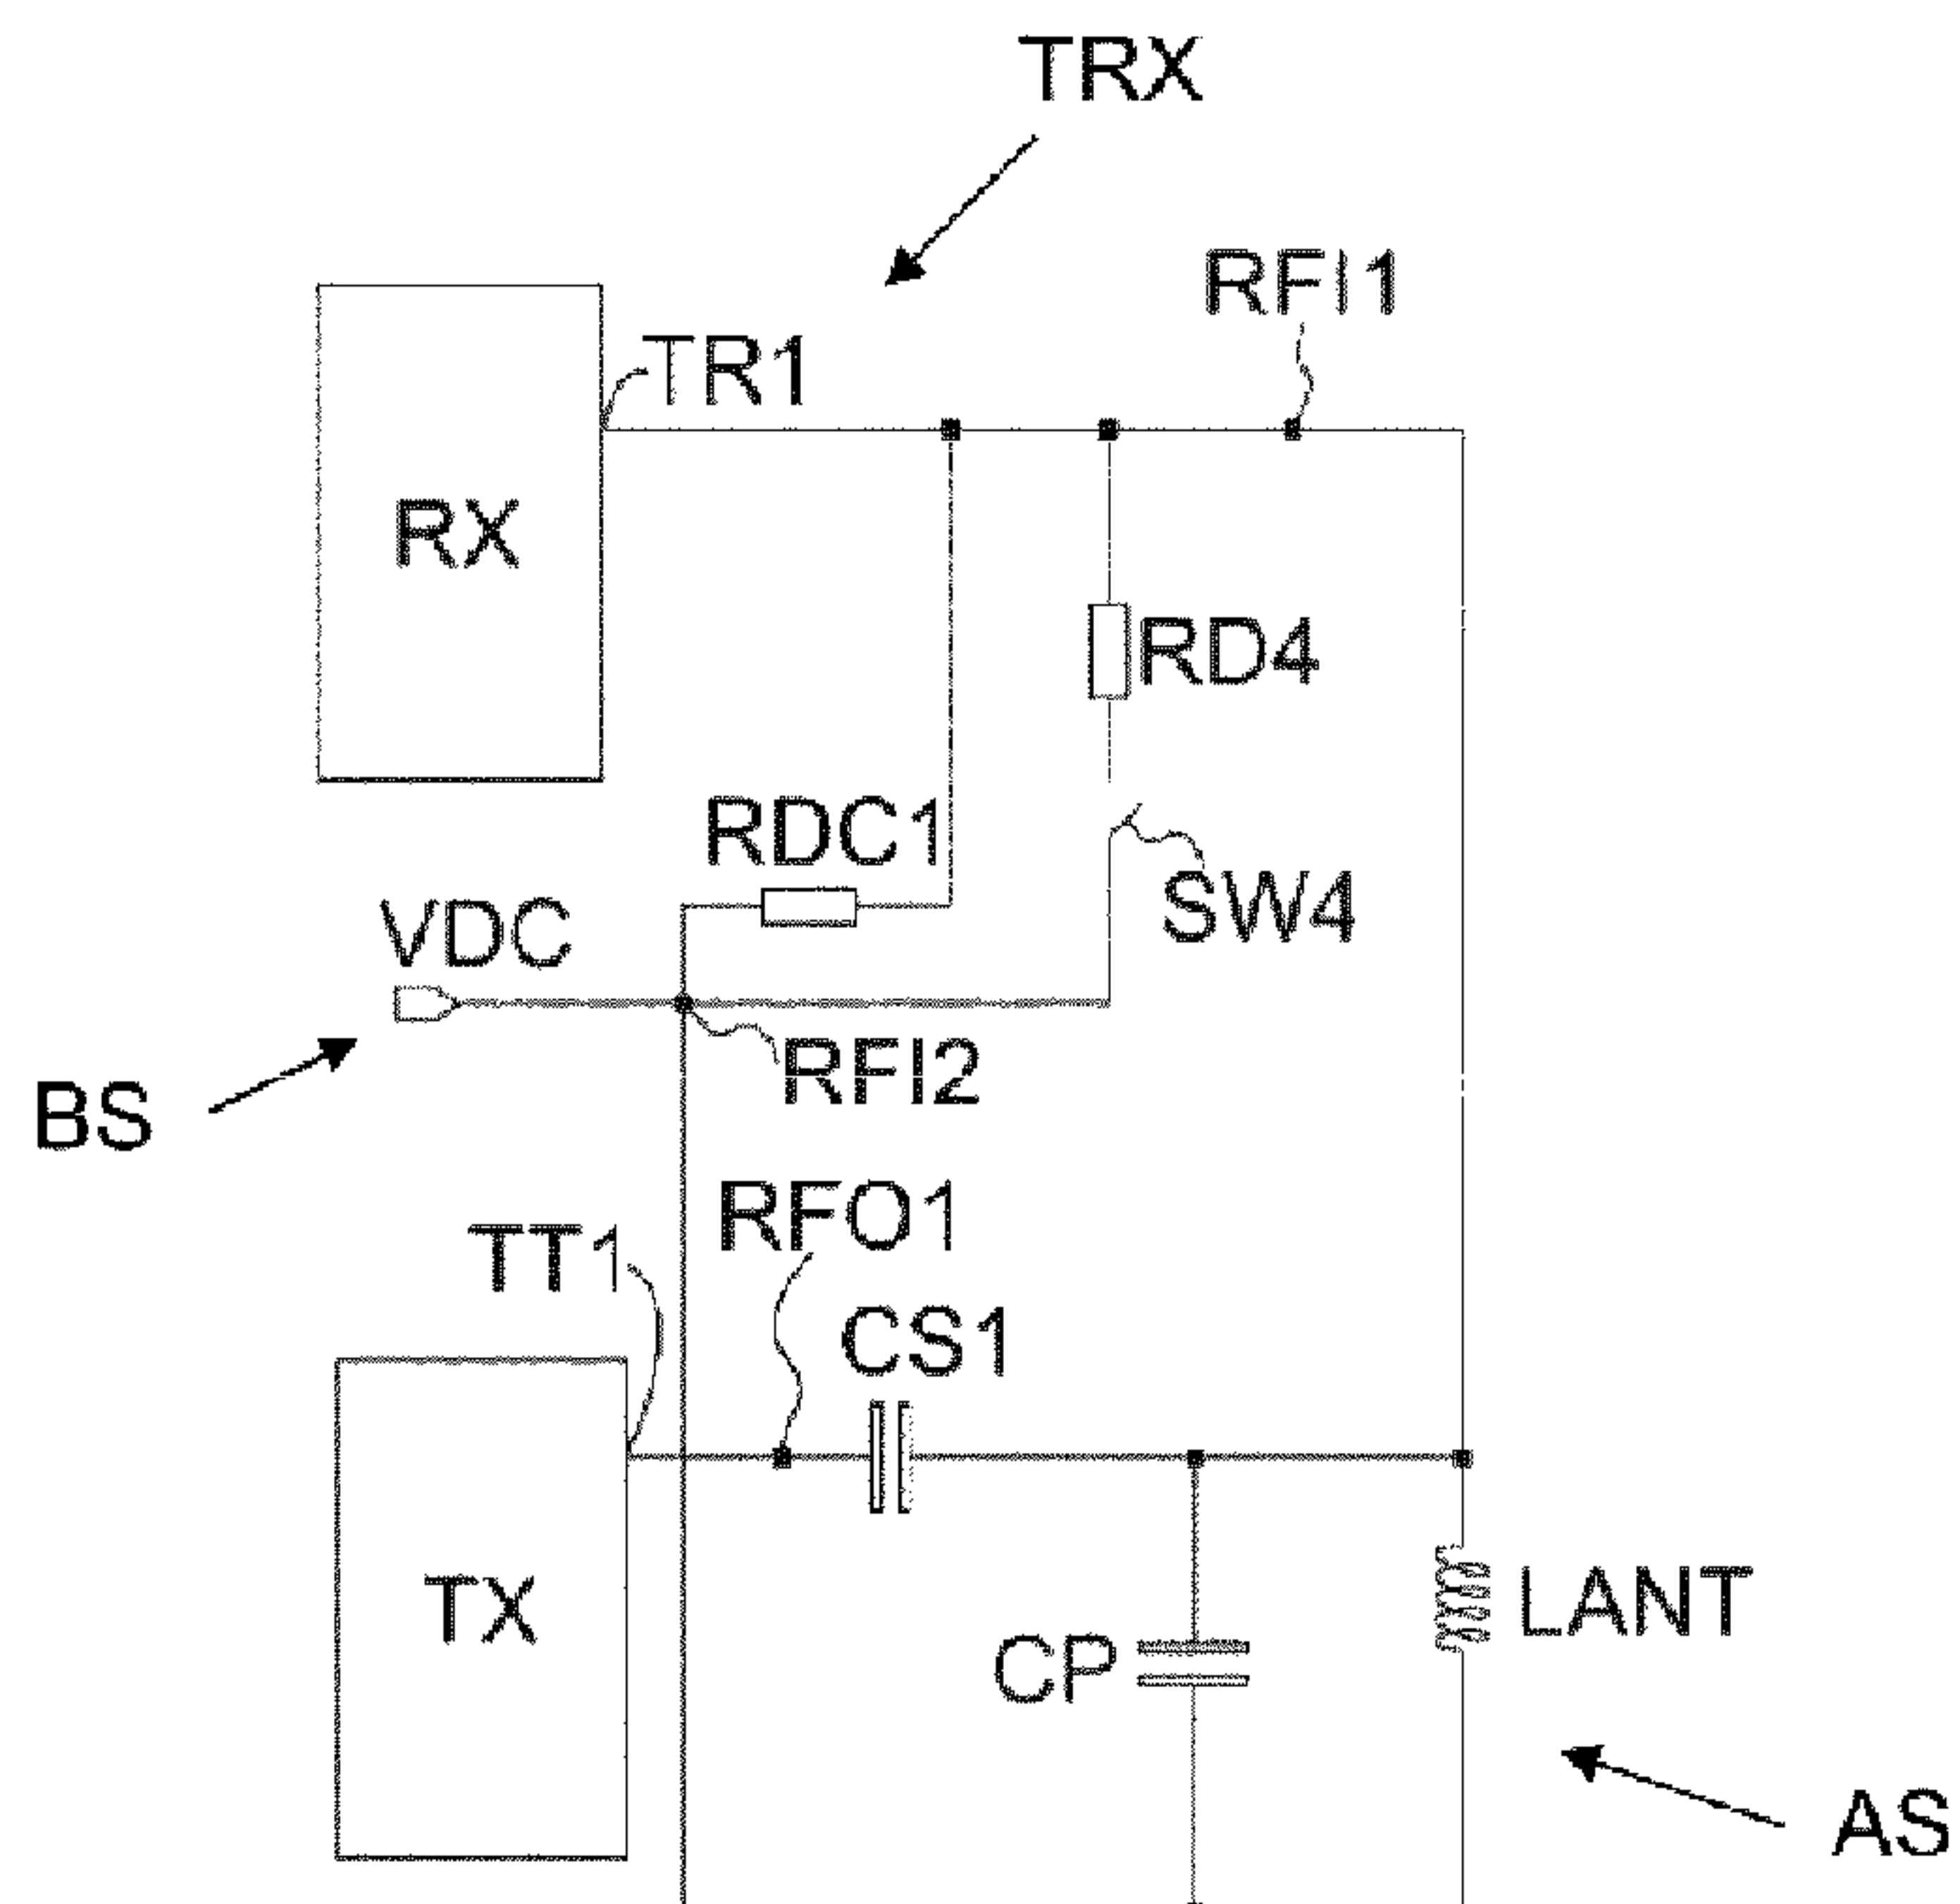 TRX
RFI1
TR1
RX
RD4
RDC1
SW4
VDC
RFI2
BS
RFO1
TT1
CS1
TX
LANT
CP
AS